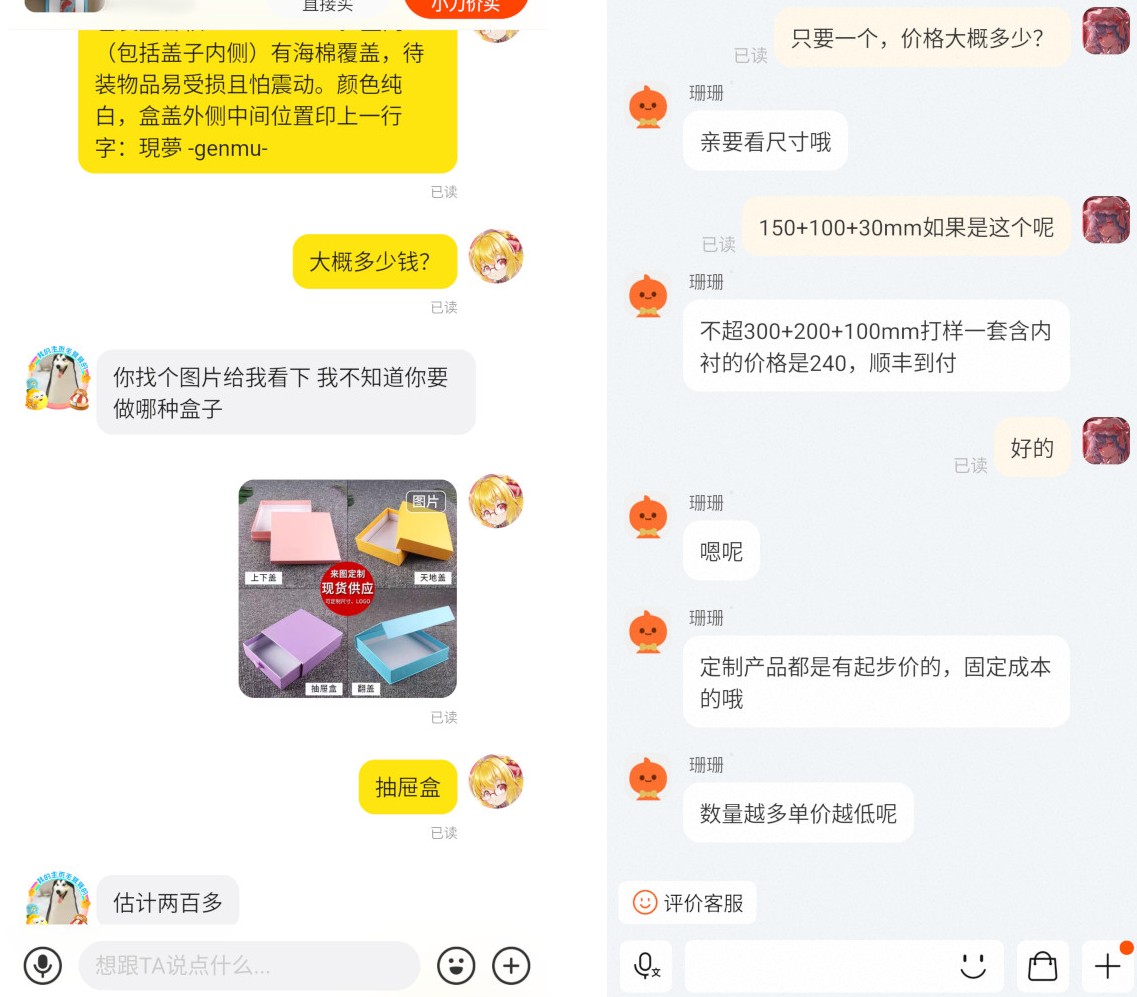 直接买
小刀价卖
（包括盖子内侧）有海棉覆盖，待
装物品易受损且怕震动。颜色纯
白，盒盖外侧中间位置印上一行
字：現夢 -genmu-
已读
大概多少钱？
已读
你找个图片给我看下 我不知道你要
做哪种盒子
图片
上下盖
天地盖
来图定制
现货供应
可定制尺寸、LOGO
抽屉盒
翻盖
已读
抽屉盒
已读
估计两百多
想跟TA说点什么...
只要一个，价格大概多少？
已读
珊珊
亲要看尺寸哦
150+100+30mm如果是这个呢
已读
珊珊
不超300+200+100mm打样一套含内
衬的价格是240，顺丰到付
好的
已读
珊珊
嗯呢
珊珊
定制产品都是有起步价的，固定成本
的哦
珊珊
数量越多单价越低呢
评价客服
文